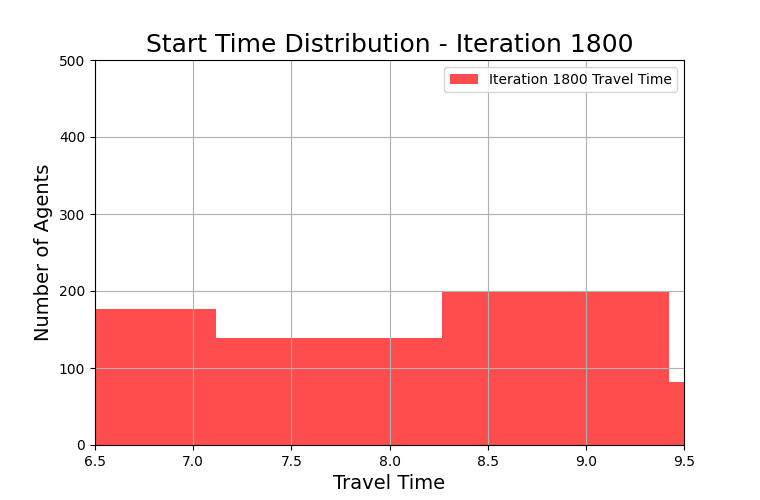 Start Time Distribution - Iteration 1800
Iteration 1800 Travel Time
Number of Agents
500
400
300
200
100
0
6.5 7.0 7.5 8.0 8.5 9.0 9.5
Travel Time